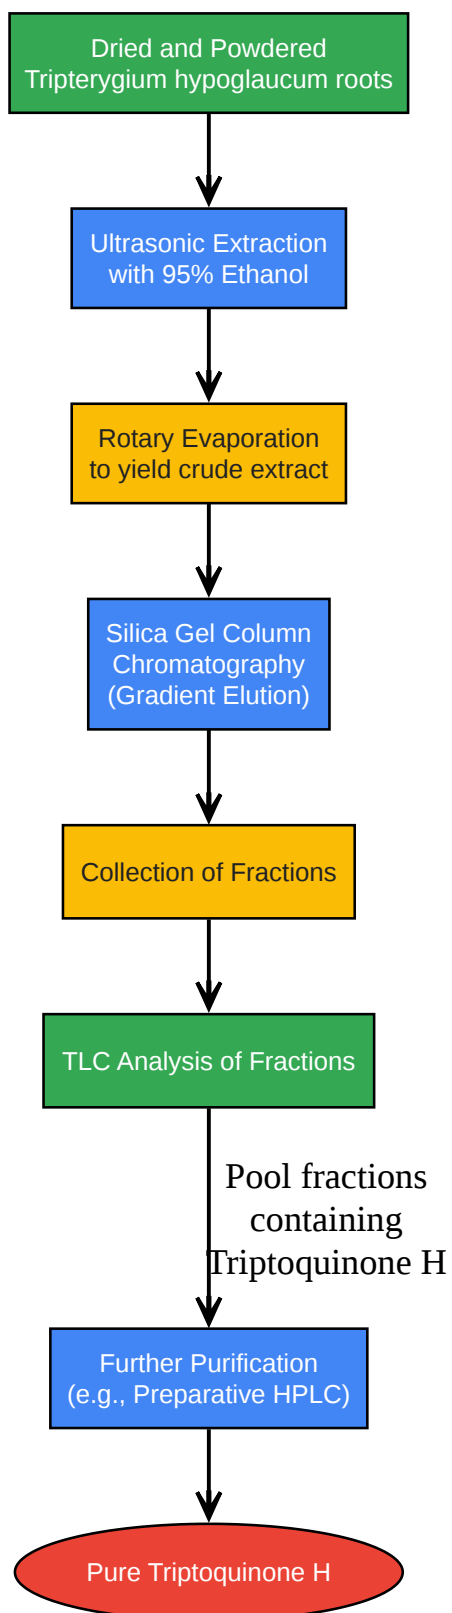 Dried and Powdered
Tripterygium hypoglaucum roots
Ultrasonic Extraction
with 95% Ethanol
Rotary Evaporation
to yield crude extract
Silica Gel Column
Chromatography
(Gradient Elution)
Collection of Fractions
TLC Analysis of Fractions
Pool fractions
containing
Triptoquinone H
Further Purification
(e.g., Preparative HPLC)
Pure Triptoquinone H